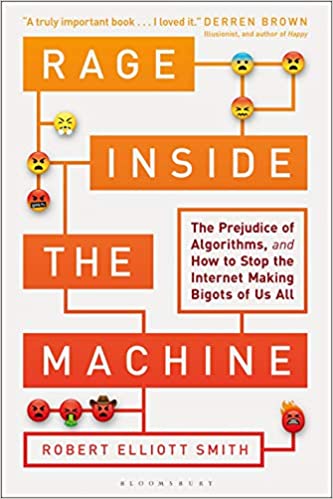 "A truly important book . . . I loved it." DERREN BROWN
Illusionist, and author of Happy
RAGE
INSIDE
THE
MACHINE
The Prejudice of
Algorithms, and
How to Stop the
Internet Making
Bigots of Us All
ROBERT ELLIOTT SMITH
BLOOMSBURY